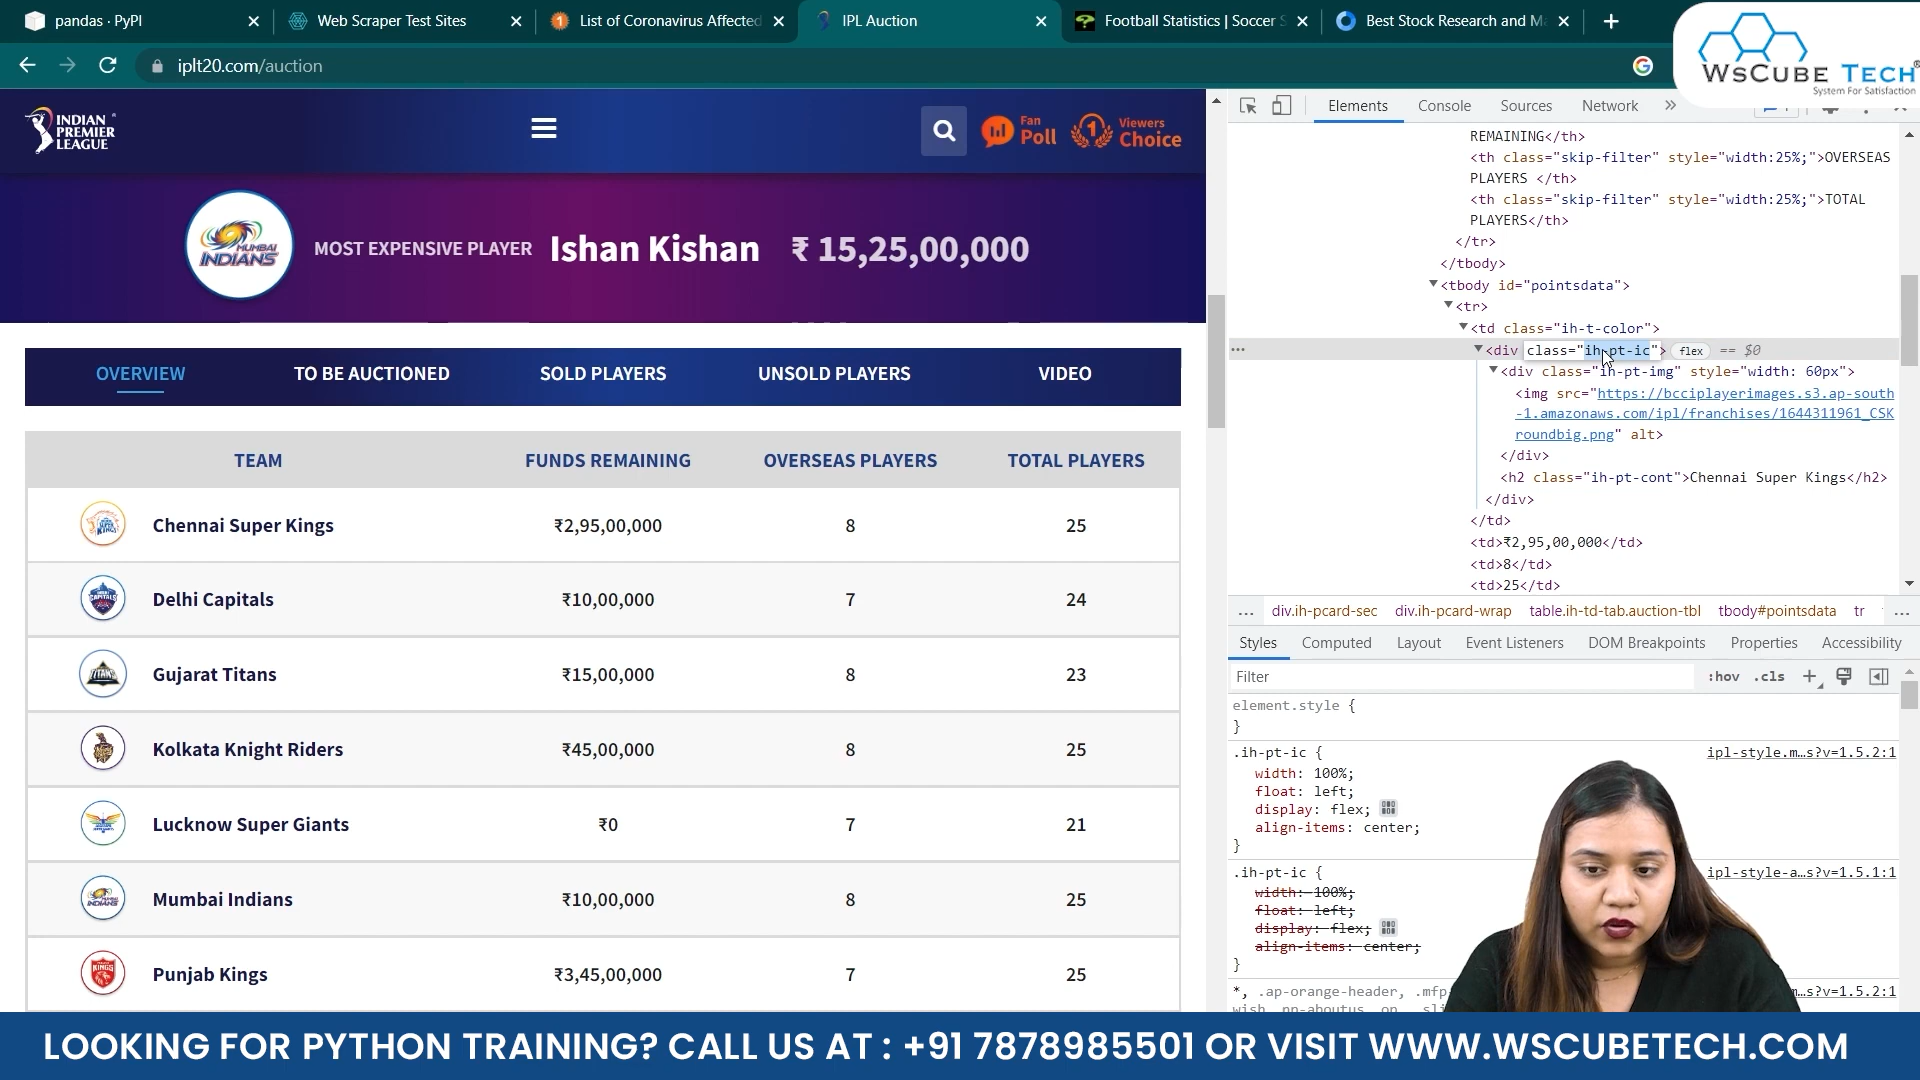 pandas · PyPI
Web Scraper Test Sites
List of Coronavirus Affected
IPL Auction
Football Statistics | Soccer S
Best Stock Research and M
iplt20.com/auction
WsCube Tech®
System For Satisfaction
INDIAN
PREMIER
LEAGUE
Fan
Poll
1
Viewers
Choice
MUMBAI
INDIANS
MOST EXPENSIVE PLAYER Ishan Kishan ₹ 15,25,00,000
OVERVIEW TO BE AUCTIONED SOLD PLAYERS UNSOLD PLAYERS VIDEO
TEAM FUNDS REMAINING OVERSEAS PLAYERS TOTAL PLAYERS
Chennai Super Kings ₹2,95,00,000 8 25
Delhi Capitals ₹10,00,000 7 24
Gujarat Titans ₹15,00,000 8 23
Kolkata Knight Riders ₹45,00,000 8 25
Lucknow Super Giants ₹0 7 21
Mumbai Indians ₹10,00,000 8 25
Punjab Kings ₹3,45,00,000 7 25
Elements Console Sources Network »
REMAINING</th>
<th class="skip-filter" style="width:25%;">OVERSEAS
PLAYERS </th>
<th class="skip-filter" style="width:25%;">TOTAL
PLAYERS</th>
</tr>
</tbody>
<tbody id="pointsdata">
<tr>
<td class="ih-t-color">
<div class="ih-pt-ic"> flex == $0
<div class="ih-pt-img" style="width: 60px">
<img src="https://bcciplayerimages.s3.ap-south
-1.amazonaws.com/ipl/franchises/1644311961_CSK
roundbig.png" alt>
</div>
<h2 class="ih-pt-cont">Chennai Super Kings</h2>
</div>
</td>
<td>₹2,95,00,000</td>
<td>8</td>
<td>25</td>
... div.ih-pcard-sec div.ih-pcard-wrap table.ih-td-tab.auction-tbl tbody#pointsdata tr ...
Styles Computed Layout Event Listeners DOM Breakpoints Properties Accessibility
Filter :hov .cls +
element.style {
}
.ih-pt-ic { ipl-style.m…s?v=1.5.2:1
width: 100%;
float: left;
display: flex;
align-items: center;
}
.ih-pt-ic { ipl-style-a…s?v=1.5.1:1
width: 100%;
float: left;
display: flex;
align-items: center;
}
*, .ap-orange-header, .mfp- m…s?v=1.5.2:1
LOOKING FOR PYTHON TRAINING? CALL US AT : +91 7878985501 OR VISIT WWW.WSCUBETECH.COM